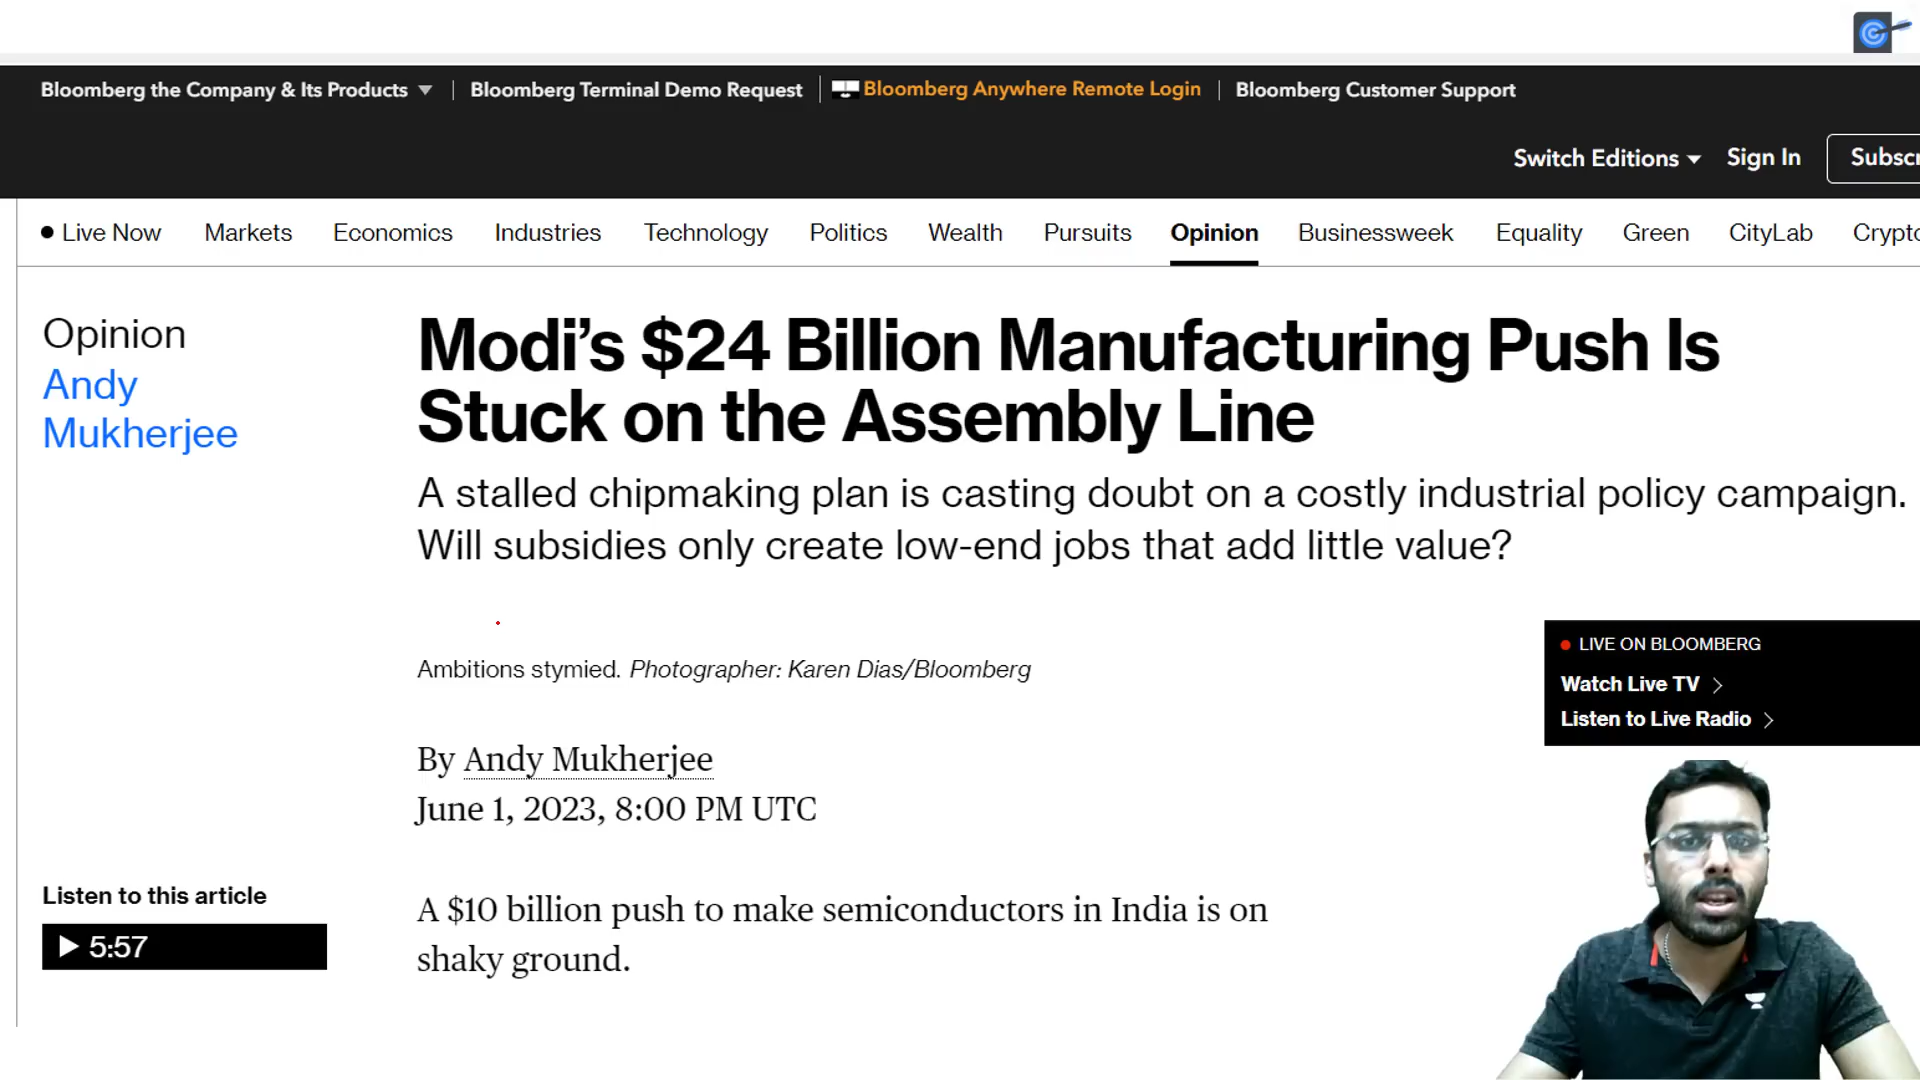 Bloomberg the Company & Its Products
Bloomberg Terminal Demo Request
Bloomberg Anywhere Remote Login
Bloomberg Customer Support
Switch Editions
Sign In
Subscr
Live Now
Markets
Economics
Industries
Technology
Politics
Wealth
Pursuits
Opinion
Businessweek
Equality
Green
CityLab
Crypto
Opinion
Andy
Mukherjee
Modi's $24 Billion Manufacturing Push Is
Stuck on the Assembly Line
A stalled chipmaking plan is casting doubt on a costly industrial policy campaign.
Will subsidies only create low-end jobs that add little value?
Ambitions stymied. Photographer: Karen Dias/Bloomberg
LIVE ON BLOOMBERG
Watch Live TV
Listen to Live Radio
By Andy Mukherjee
June 1, 2023, 8:00 PM UTC
Listen to this article
5:57
A $10 billion push to make semiconductors in India is on
shaky ground.